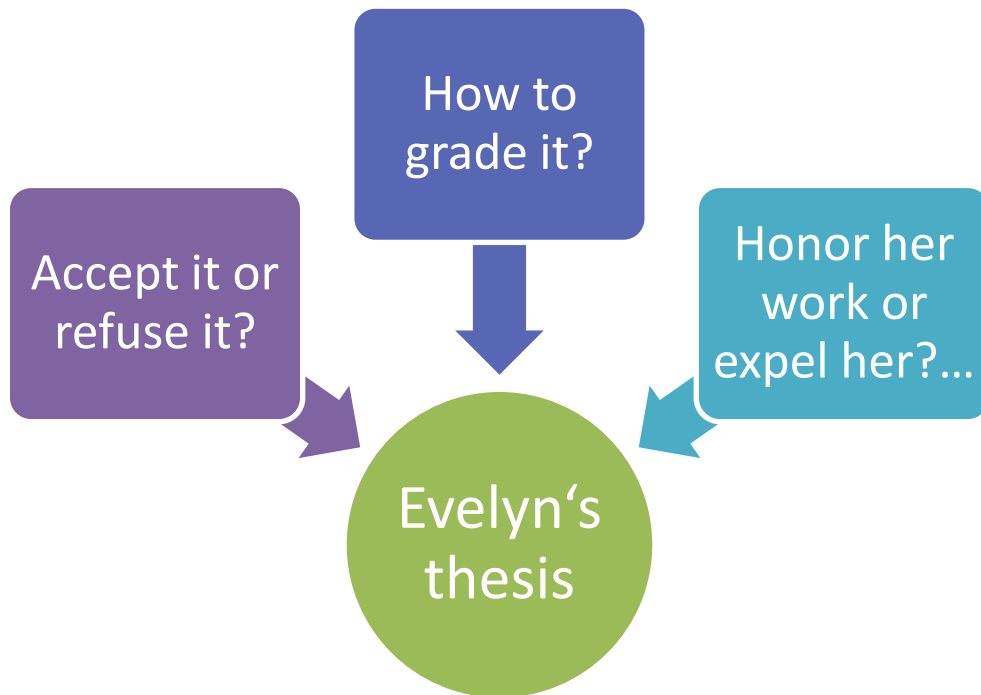 How to
grade it?
Accept it or
refuse it?
Honor her
work or
expel her?...
Evelyn‘s
thesis